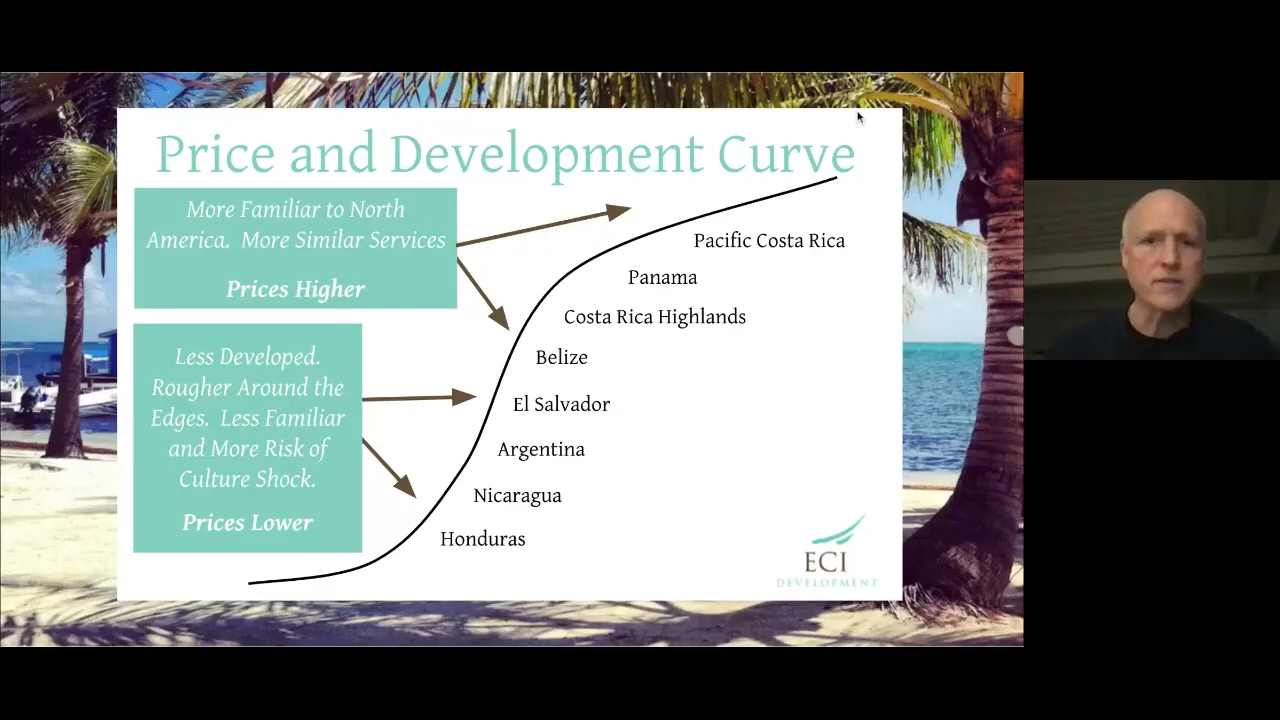 Price and Development Curve
More Familiar to North
America.  More Similar Services
Prices Higher
Less Developed.
Rougher Around the
Edges.  Less Familiar
and More Risk of
Culture Shock.
Prices Lower
Pacific Costa Rica
Panama
Costa Rica Highlands
Belize
El Salvador
Argentina
Nicaragua
Honduras
ECI
DEVELOPMENT